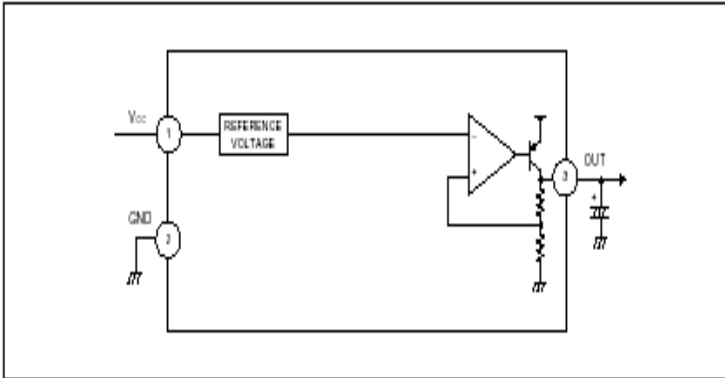 Vcc
1
REFERENCE
VOLTAGE
-
+
3
OUT
+
GND
2